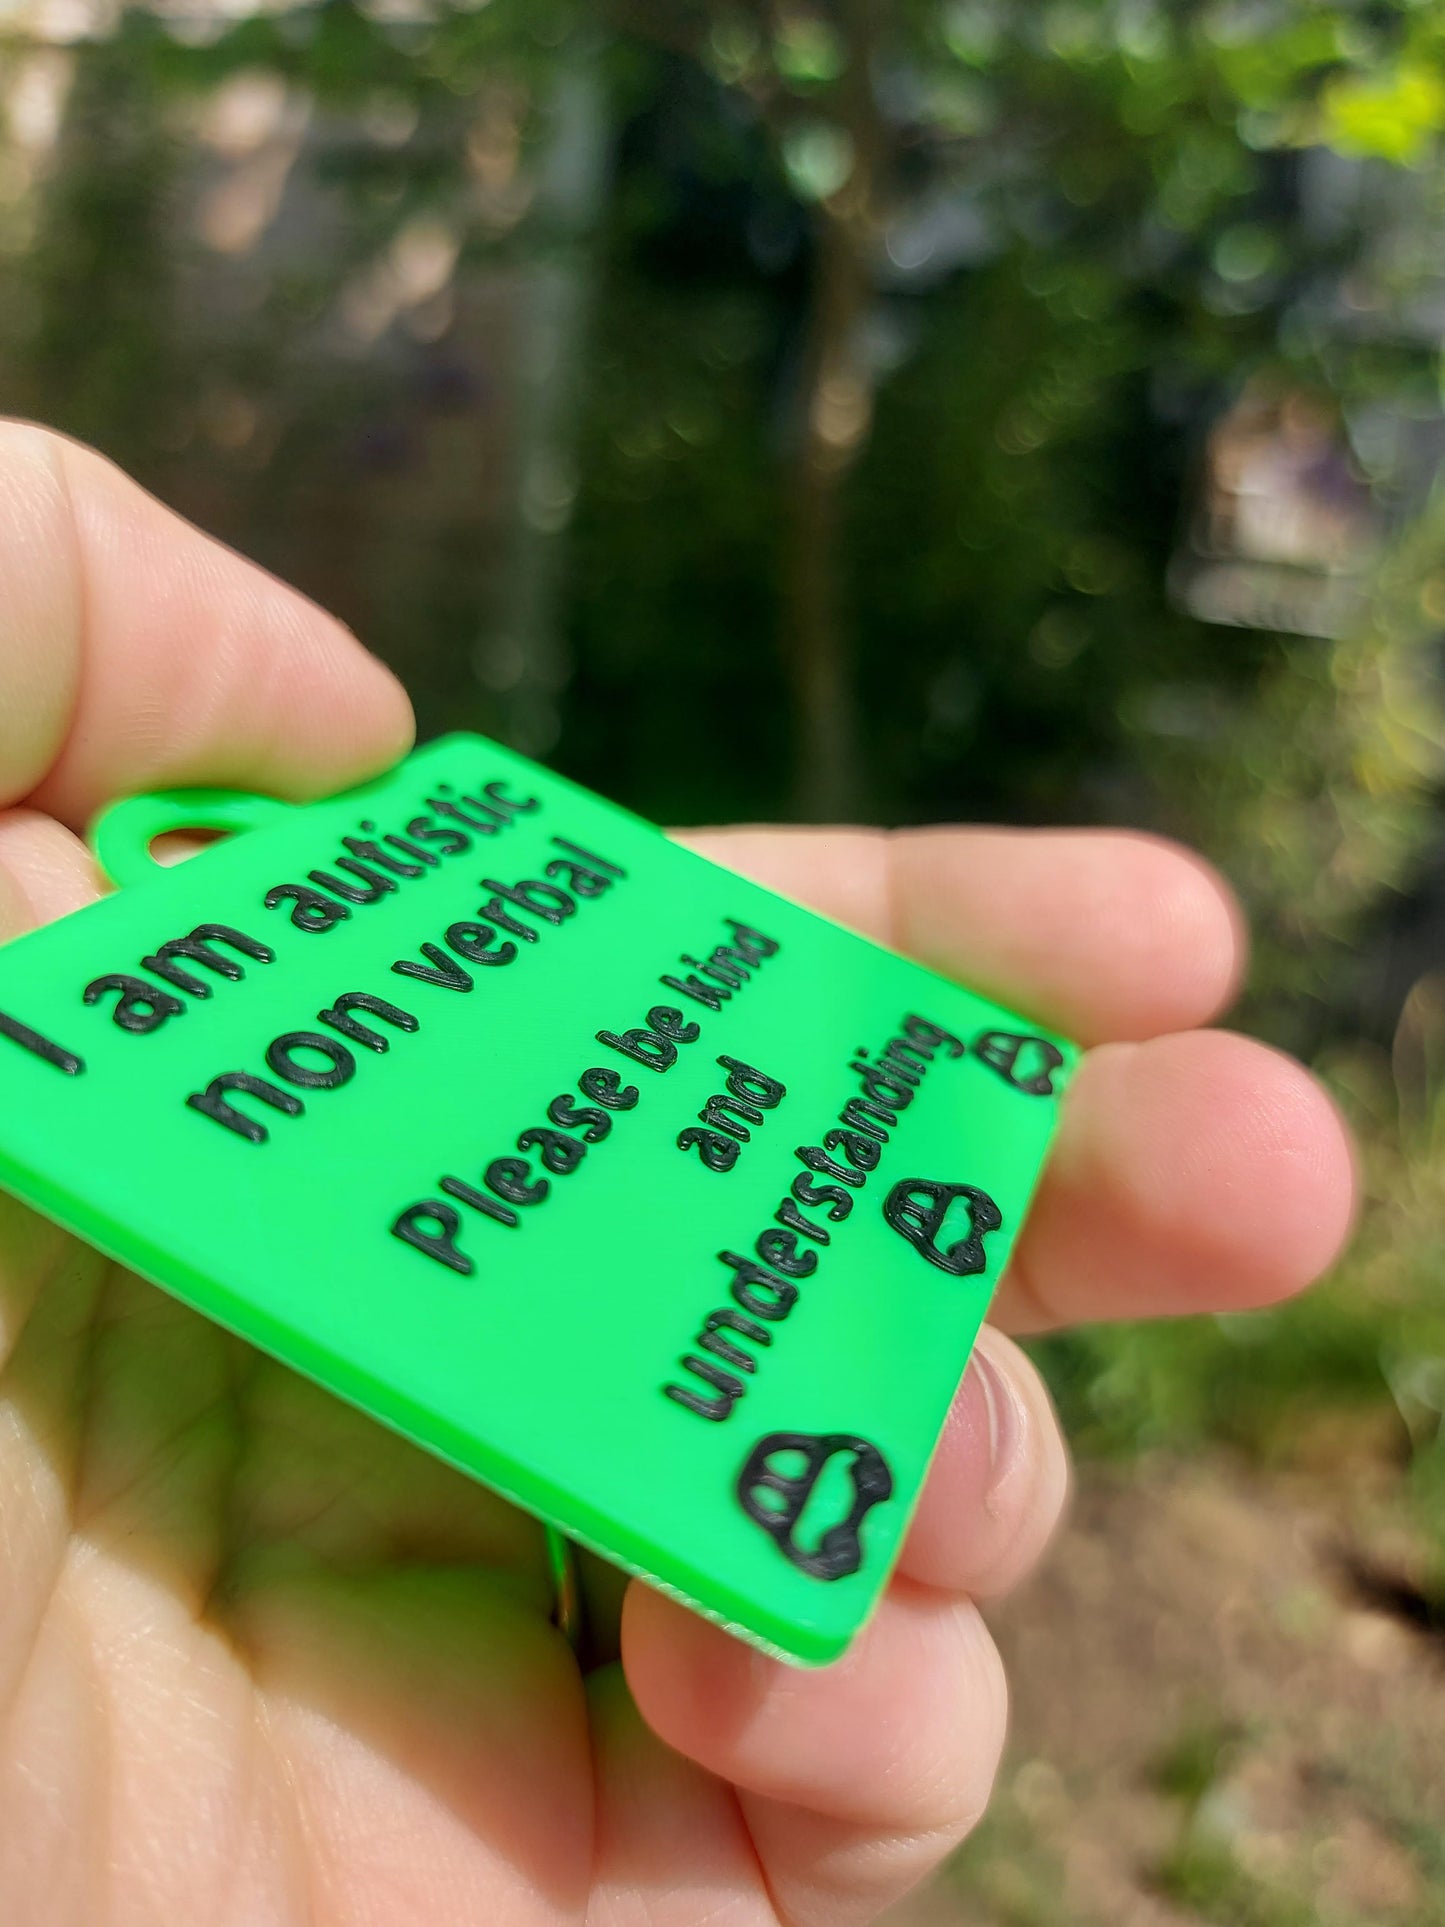 I am autistic
non verbal
Please be kind
and
understanding